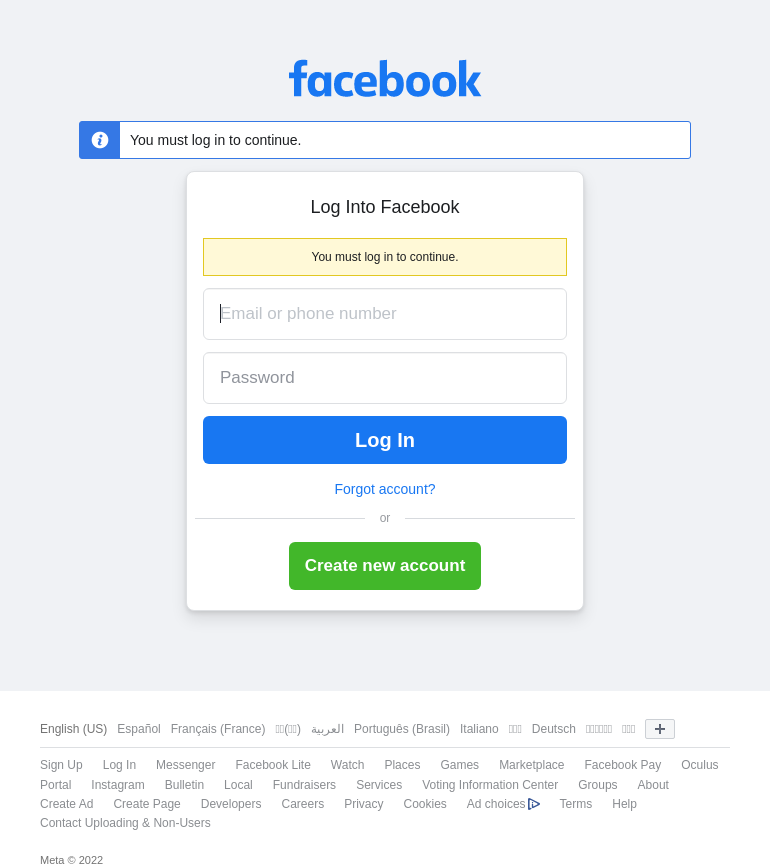 facebook
You must log in to continue.
Log Into Facebook
You must log in to continue.
Email or phone number
Password
Log In
Forgot account?
or
Create new account
English (US) Español Français (France) العربية Português (Brasil) Italiano Deutsch
Sign Up Log In Messenger Facebook Lite Watch Places Games Marketplace Facebook Pay Oculus
Portal Instagram Bulletin Local Fundraisers Services Voting Information Center Groups About
Create Ad Create Page Developers Careers Privacy Cookies Ad choices Terms Help
Contact Uploading & Non-Users
Meta © 2022